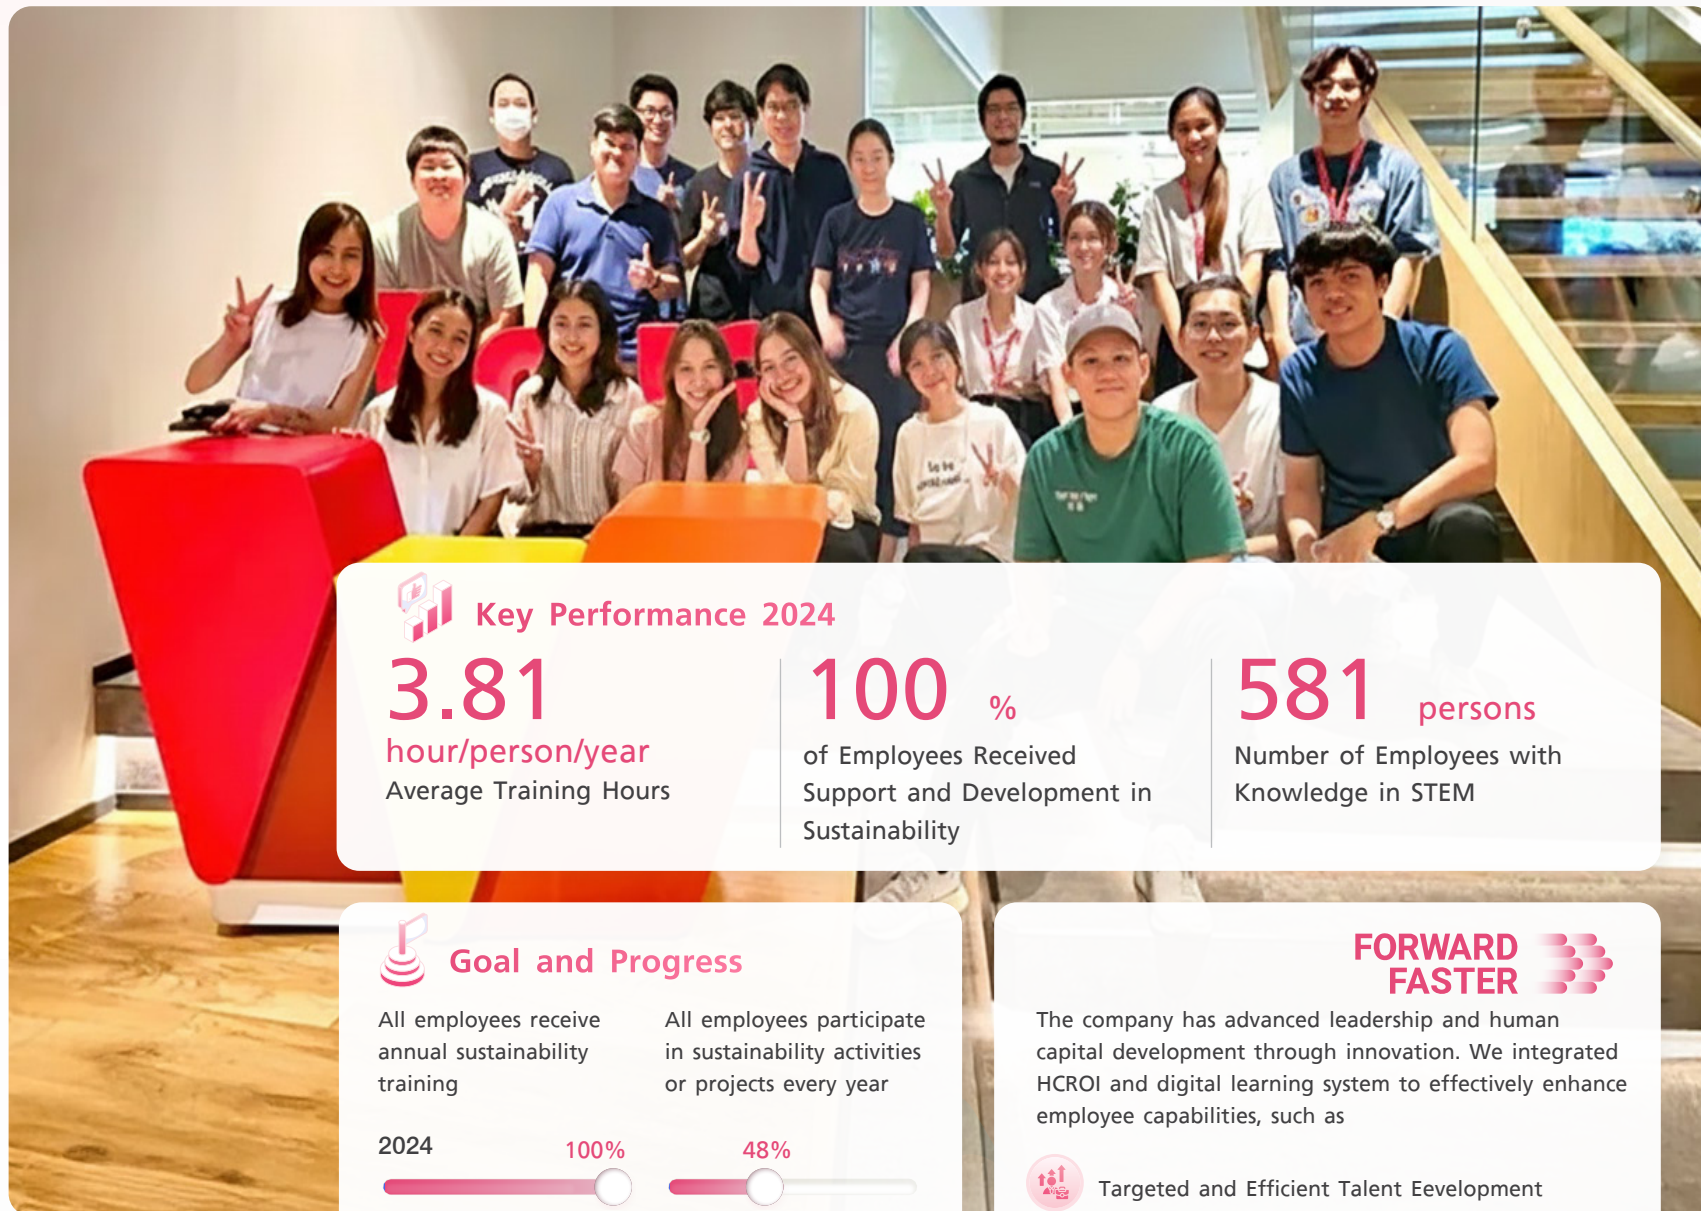 Key Performance 2024
3.81
hour/person/year
Average Training Hours
100 %
of Employees Received
Support and Development in
Sustainability
581 persons
Number of Employees with
Knowledge in STEM
Goal and Progress
All employees receive
annual sustainability
training
2024
100%
All employees participate
in sustainability activities
or projects every year
48%
FORWARD
FASTER
The company has advanced leadership and human
capital development through innovation. We integrated
HCROI and digital learning system to effectively enhance
employee capabilities, such as
Targeted and Efficient Talent Eevelopment